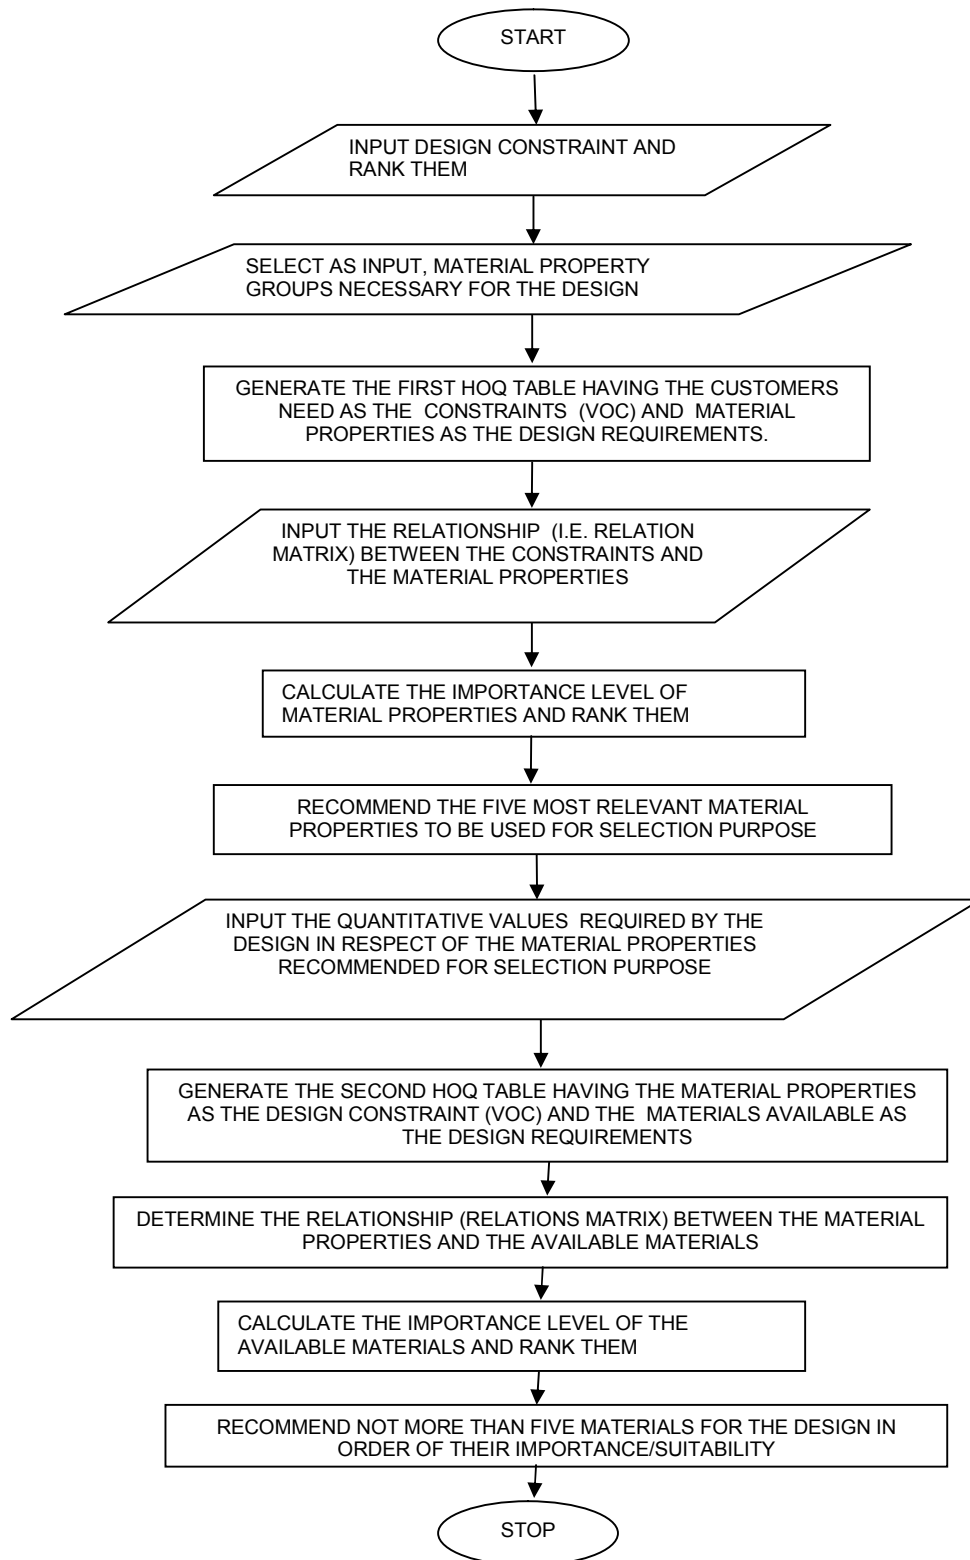 START
INPUT DESIGN CONSTRAINT AND
RANK THEM
SELECT AS INPUT, MATERIAL PROPERTY
GROUPS NECESSARY FOR THE DESIGN
GENERATE THE FIRST HOQ TABLE HAVING THE CUSTOMERS
NEED AS THE CONSTRAINTS (VOC) AND MATERIAL
PROPERTIES AS THE DESIGN REQUIREMENTS.
INPUT THE RELATIONSHIP (I.E. RELATION
MATRIX) BETWEEN THE CONSTRAINTS AND
THE MATERIAL PROPERTIES
CALCULATE THE IMPORTANCE LEVEL OF
MATERIAL PROPERTIES AND RANK THEM
RECOMMEND THE FIVE MOST RELEVANT MATERIAL
PROPERTIES TO BE USED FOR SELECTION PURPOSE
INPUT THE QUANTITATIVE VALUES REQUIRED BY THE
DESIGN IN RESPECT OF THE MATERIAL PROPERTIES
RECOMMENDED FOR SELECTION PURPOSE
GENERATE THE SECOND HOQ TABLE HAVING THE MATERIAL PROPERTIES
AS THE DESIGN CONSTRAINT (VOC) AND THE MATERIALS AVAILABLE AS
THE DESIGN REQUIREMENTS
DETERMINE THE RELATIONSHIP (RELATIONS MATRIX) BETWEEN THE MATERIAL
PROPERTIES AND THE AVAILABLE MATERIALS
CALCULATE THE IMPORTANCE LEVEL OF THE
AVAILABLE MATERIALS AND RANK THEM
RECOMMEND NOT MORE THAN FIVE MATERIALS FOR THE DESIGN IN
ORDER OF THEIR IMPORTANCE/SUITABILITY
STOP